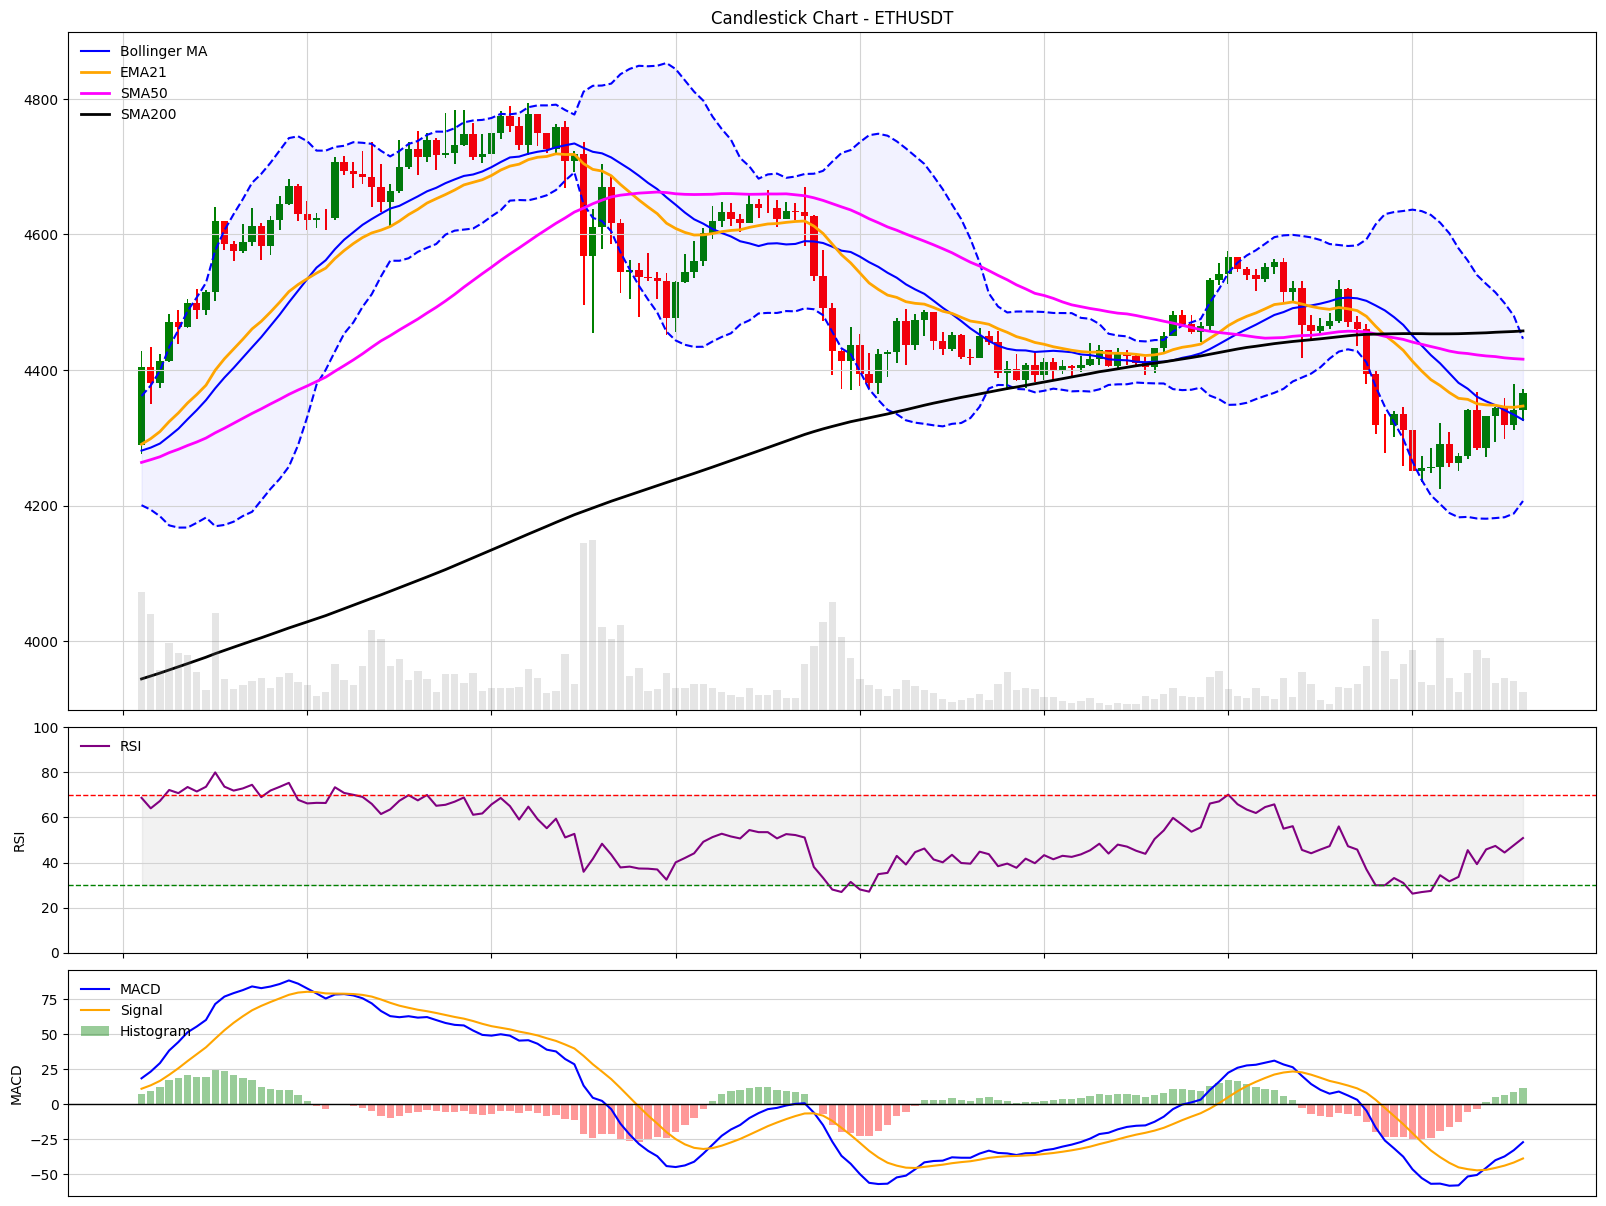 Candlestick Chart - ETHUSDT
Bollinger MA
EMA21
SMA50
SMA200
4800
4600
4400
4200
4000
RSI
100
80
60
40
20
0
RSI
MACD
Signal
Histogram
75
50
25
0
−25
−50
MACD